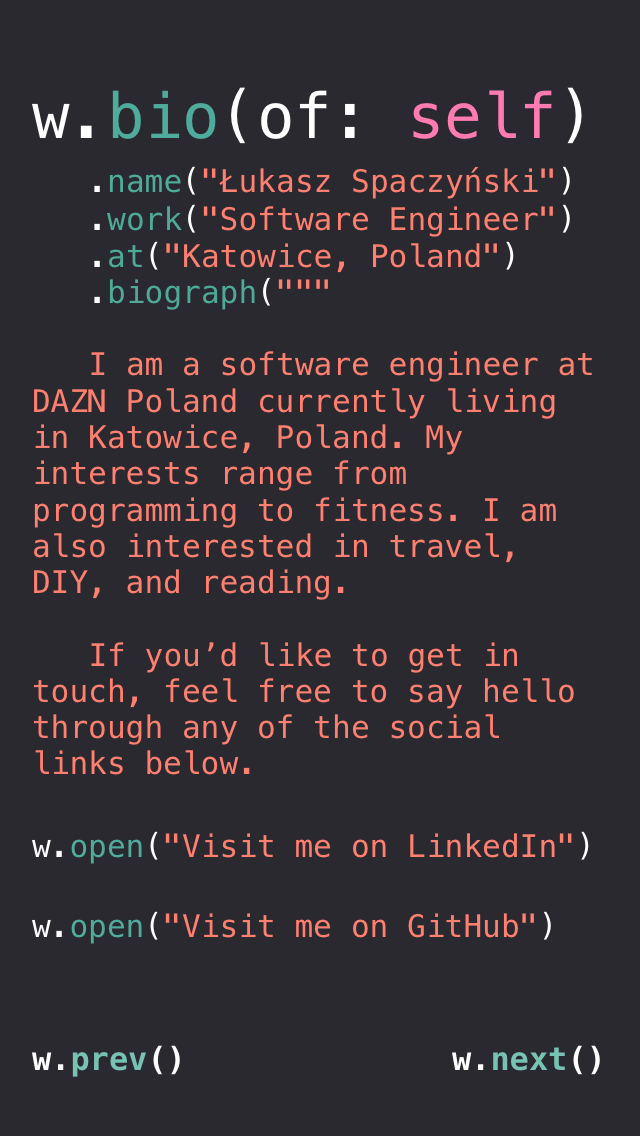 w.bio(of: self)
.name("Łukasz Spaczyński")
.work("Software Engineer")
.at("Katowice, Poland")
.biograph("""
I am a software engineer at
DAZN Poland currently living
in Katowice, Poland. My
interests range from
programming to fitness. I am
also interested in travel,
DIY, and reading.
If you’d like to get in
touch, feel free to say hello
through any of the social
links below.
w.open("Visit me on LinkedIn")
w.open("Visit me on GitHub")
w.prev() w.next()